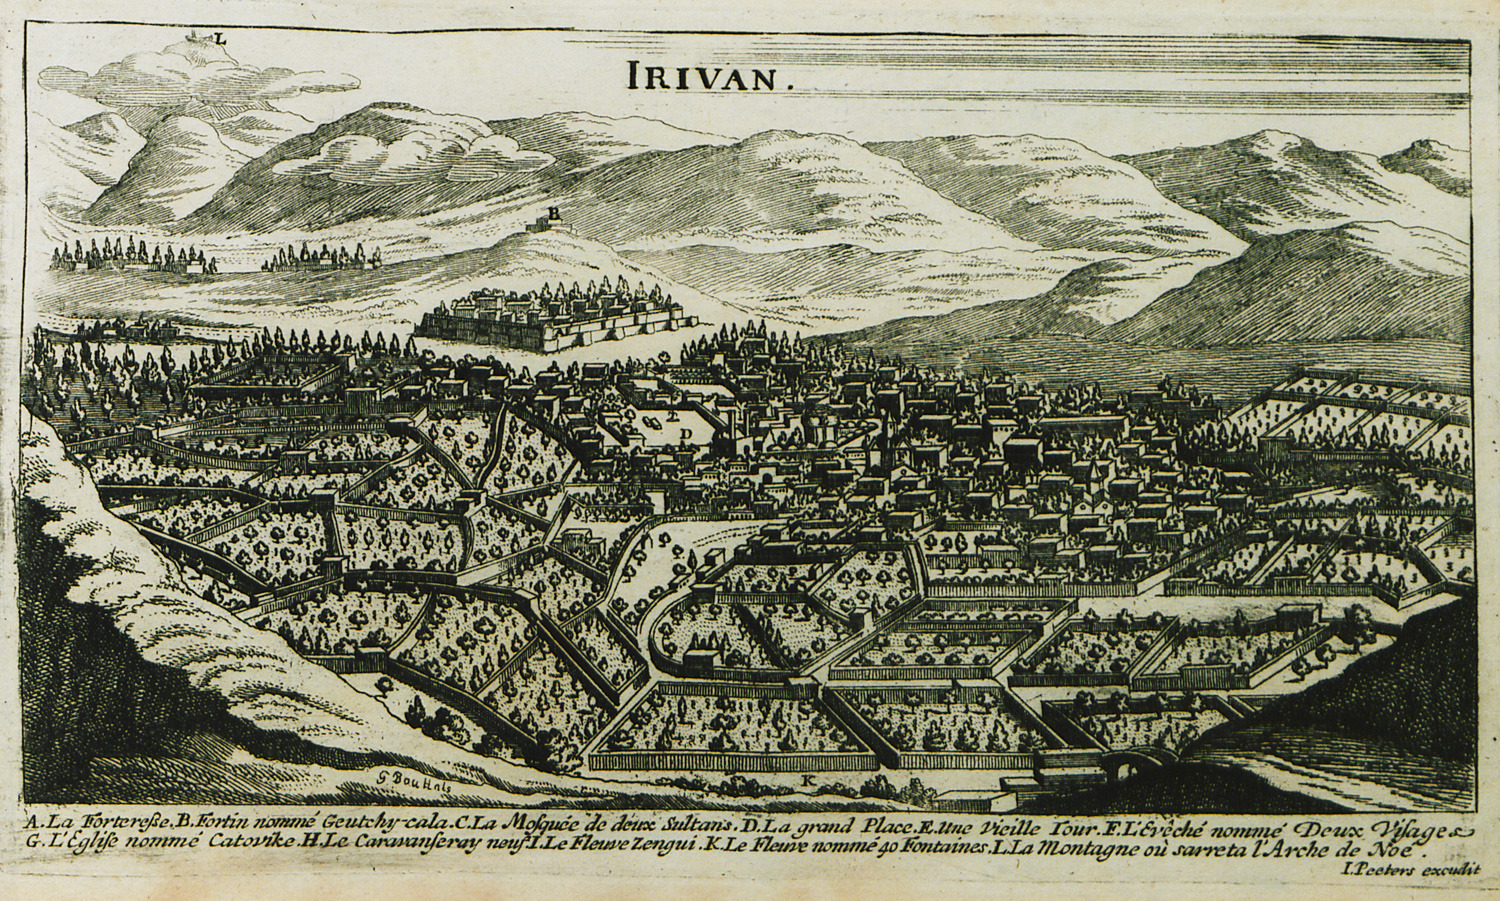 L
IRIVAN.
B
D
K
G Bouttals
A. La Fortereſse. B. Fortin nommé Geutchy-cala. C. La Moſquée de deux Sultans. D. La grand Place. E. Une Vieille Tour. F. L'Evêché nommé Deux Viſages
G. L'Egliſe nommé Catovike. H. Le Caravanſeray neuf I. Le Fleuve Zengui. K. Le Fleuve nommé 40 Fontaines. L. La Montagne où sarreta l'Arche de Noé.
I. Peeters excudit